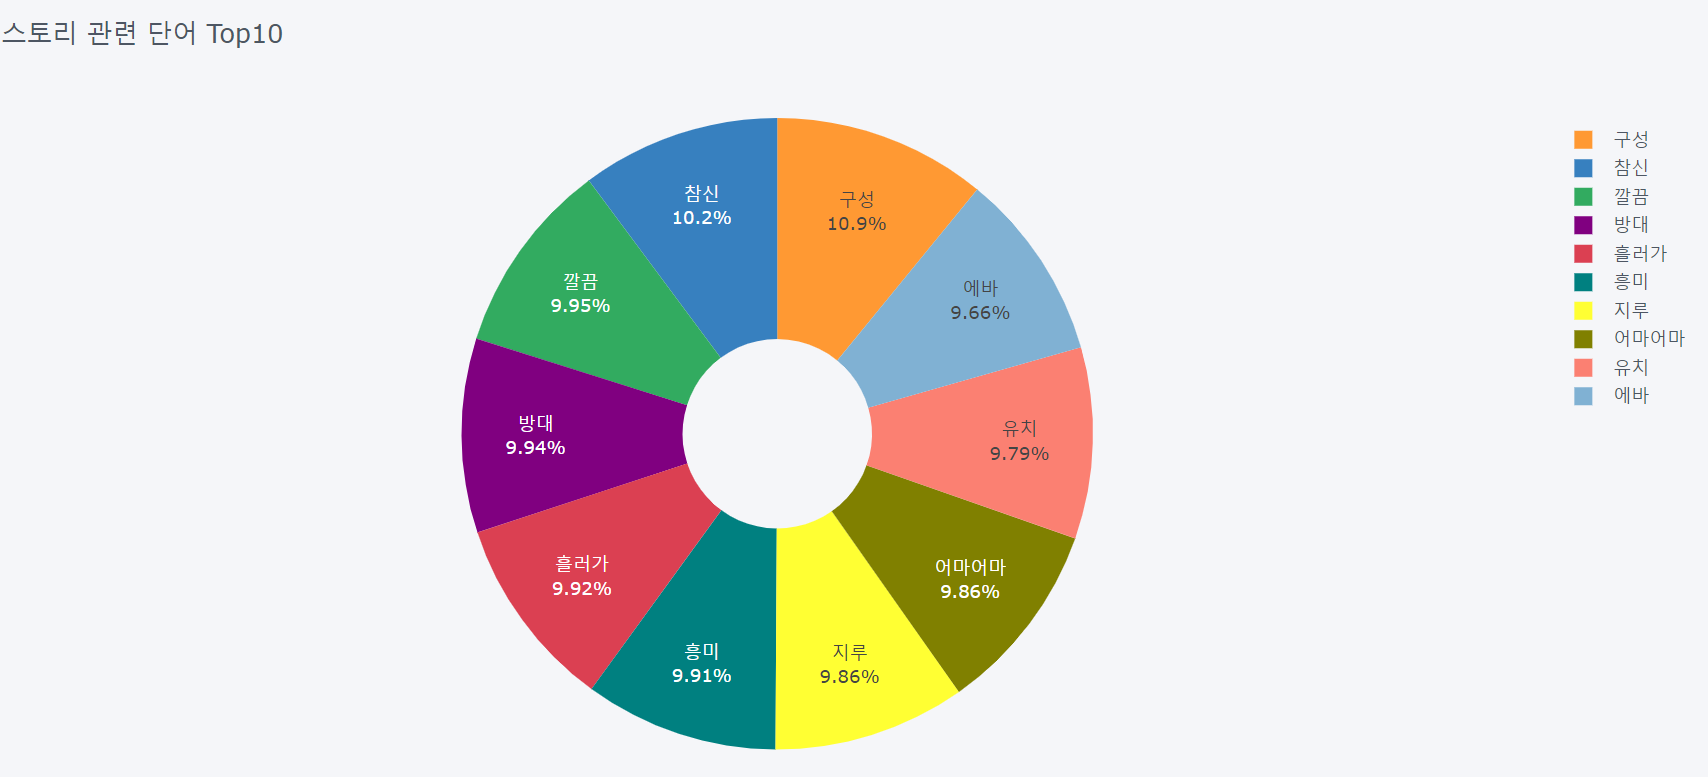 스토리 관련 단어 Top10
참신
10.2%
구성
10.9%
깔끔
9.95%
에바
9.66%
방대
9.94%
유치
9.79%
흘러가
9.92%
어마어마
9.86%
흥미
9.91%
지루
9.86%
구성
참신
깔끔
방대
흘러가
흥미
지루
어마어마
유치
에바